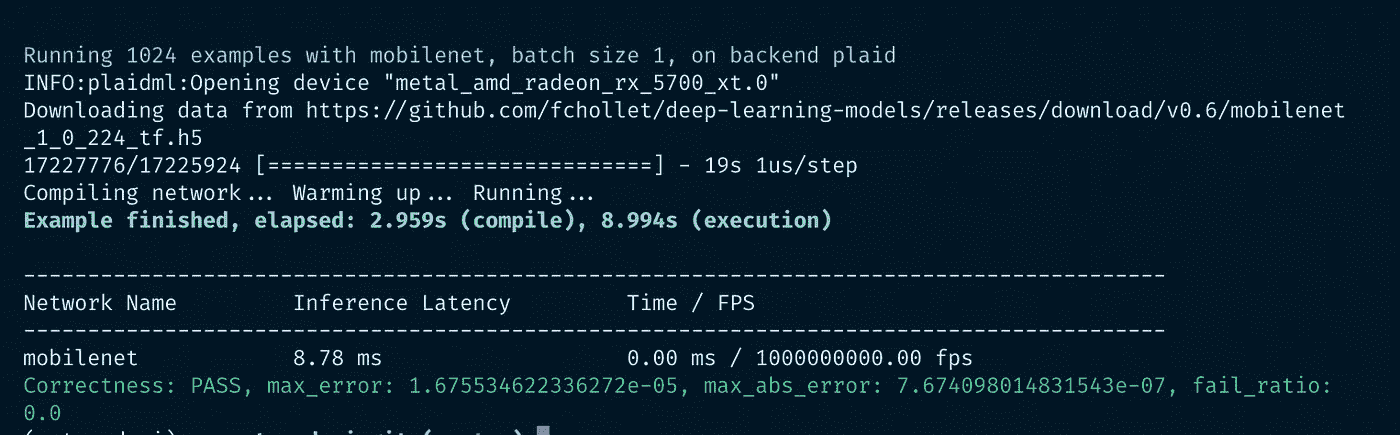 Running 1024 examples with mobilenet, batch size 1, on backend plaid
INFO:plaidml:Opening device "metal_amd_radeon_rx_5700_xt.0"
Downloading data from https://github.com/fchollet/deep-learning-models/releases/download/v0.6/mobilenet
_1_0_224_tf.h5
17227776/17225924 [==============================] - 19s 1us/step
Compiling network... Warming up... Running...
Example finished, elapsed: 2.959s (compile), 8.994s (execution)
-----------------------------------------------------------------------------------------
Network Name         Inference Latency         Time / FPS
-----------------------------------------------------------------------------------------
mobilenet            8.78 ms                   0.00 ms / 1000000000.00 fps
Correctness: PASS, max_error: 1.675534622336272e-05, max_abs_error: 7.674098014831543e-07, fail_ratio:
0.0